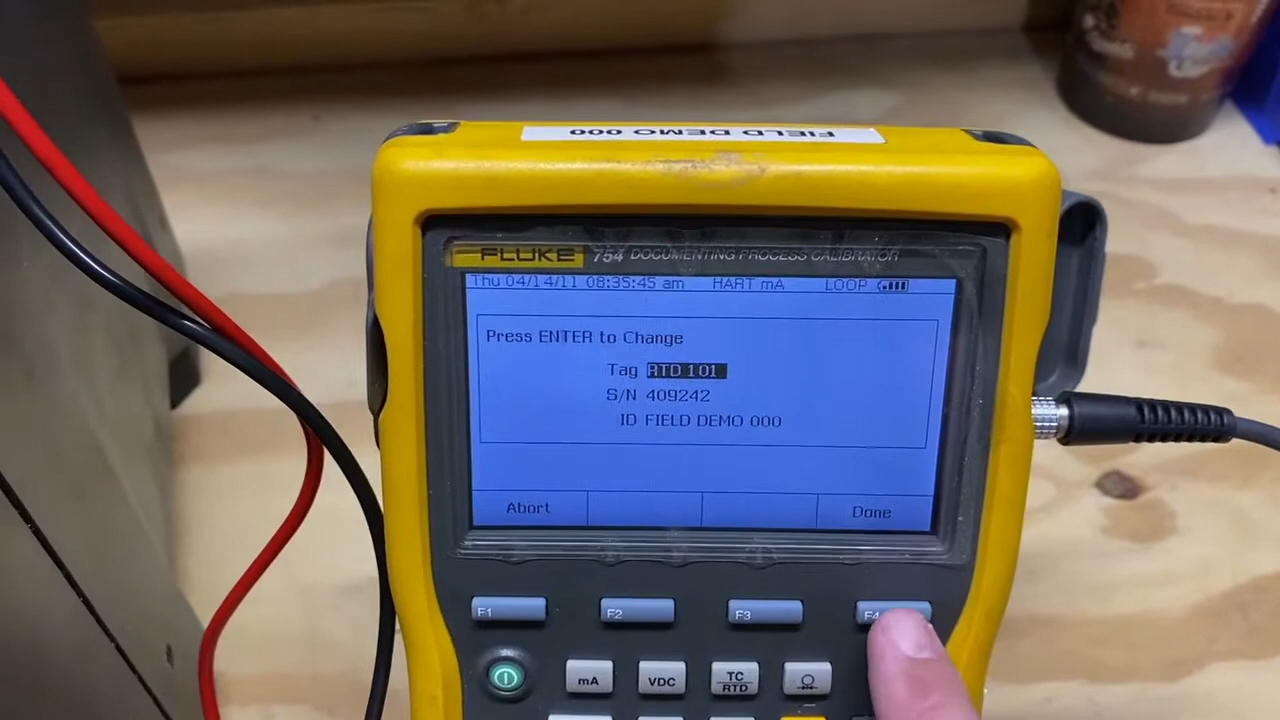 FIELD DEMO 000
FLUKE 754 DOCUMENTING PROCESS CALIBRATOR
Thu 04/14/11 08:35:45 am HART mA LOOP
Press ENTER to Change
Tag RTD 101
S/N 409242
ID FIELD DEMO 000
Abort Done
F1 F2 F3 F4
mA VDC TC RTD